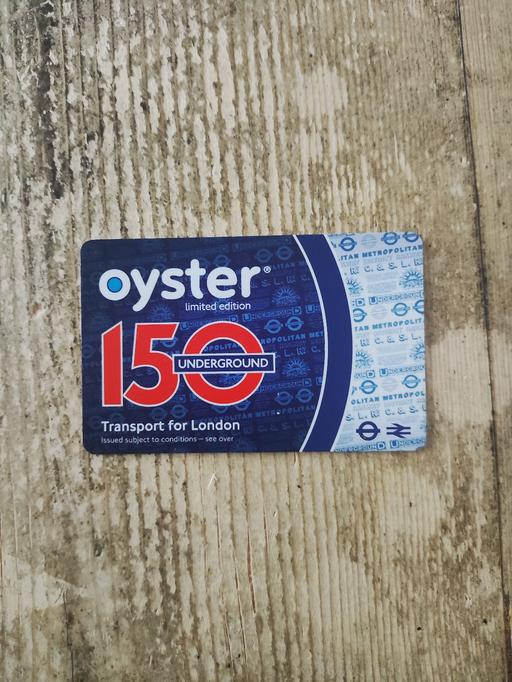 oyster®
limited edition
150
UNDERGROUND
Transport for London
Issued subject to conditions – see over